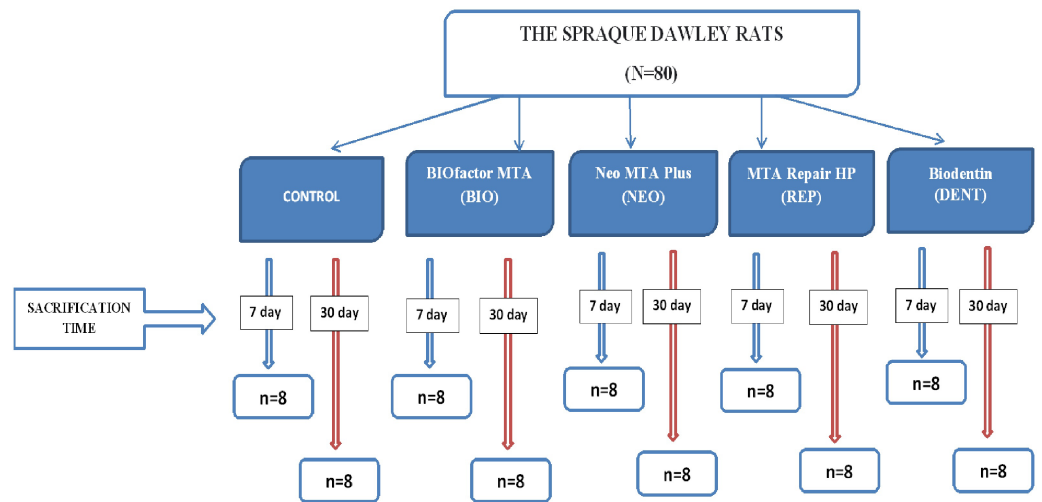 THE SPRAQUE DAWLEY RATS
(N=80)
CONTROL
BIOfactor MTA
(BIO)
Neo MTA Plus
(NEO)
MTA Repair HP
(REP)
Biodentin
(DENT)
SACRIFICATION
TIME
7 day
30 day
7 day
30 day
7 day
30 day
7 day
30 day
7 day
30 day
n=8
n=8
n=8
n=8
n=8
n=8
n=8
n=8
n=8
n=8